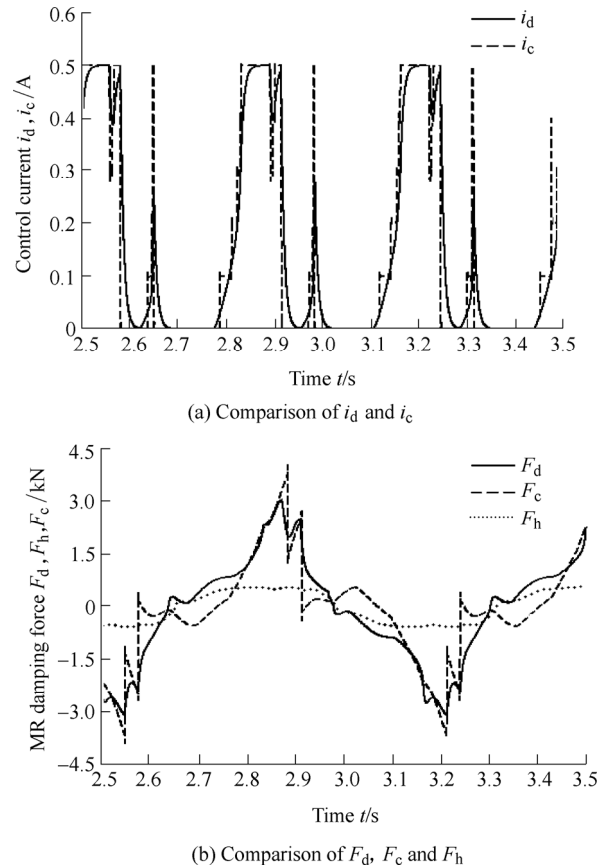 0.6
0.5
0.4
0.3
0.2
0.1
0
Control current i_d, i_c/A
i_d
i_c
2.5 2.6 2.7 2.8 2.9 3.0 3.1 3.2 3.3 3.4 3.5
Time t/s
(a) Comparison of i_d and i_c
4.5
3.0
1.5
0
−1.5
−3.0
−4.5
MR damping force F_d, F_h, F_c/kN
F_d
F_c
F_h
2.5 2.6 2.7 2.8 2.9 3.0 3.1 3.2 3.3 3.4 3.5
Time t/s
(b) Comparison of F_d, F_c and F_h